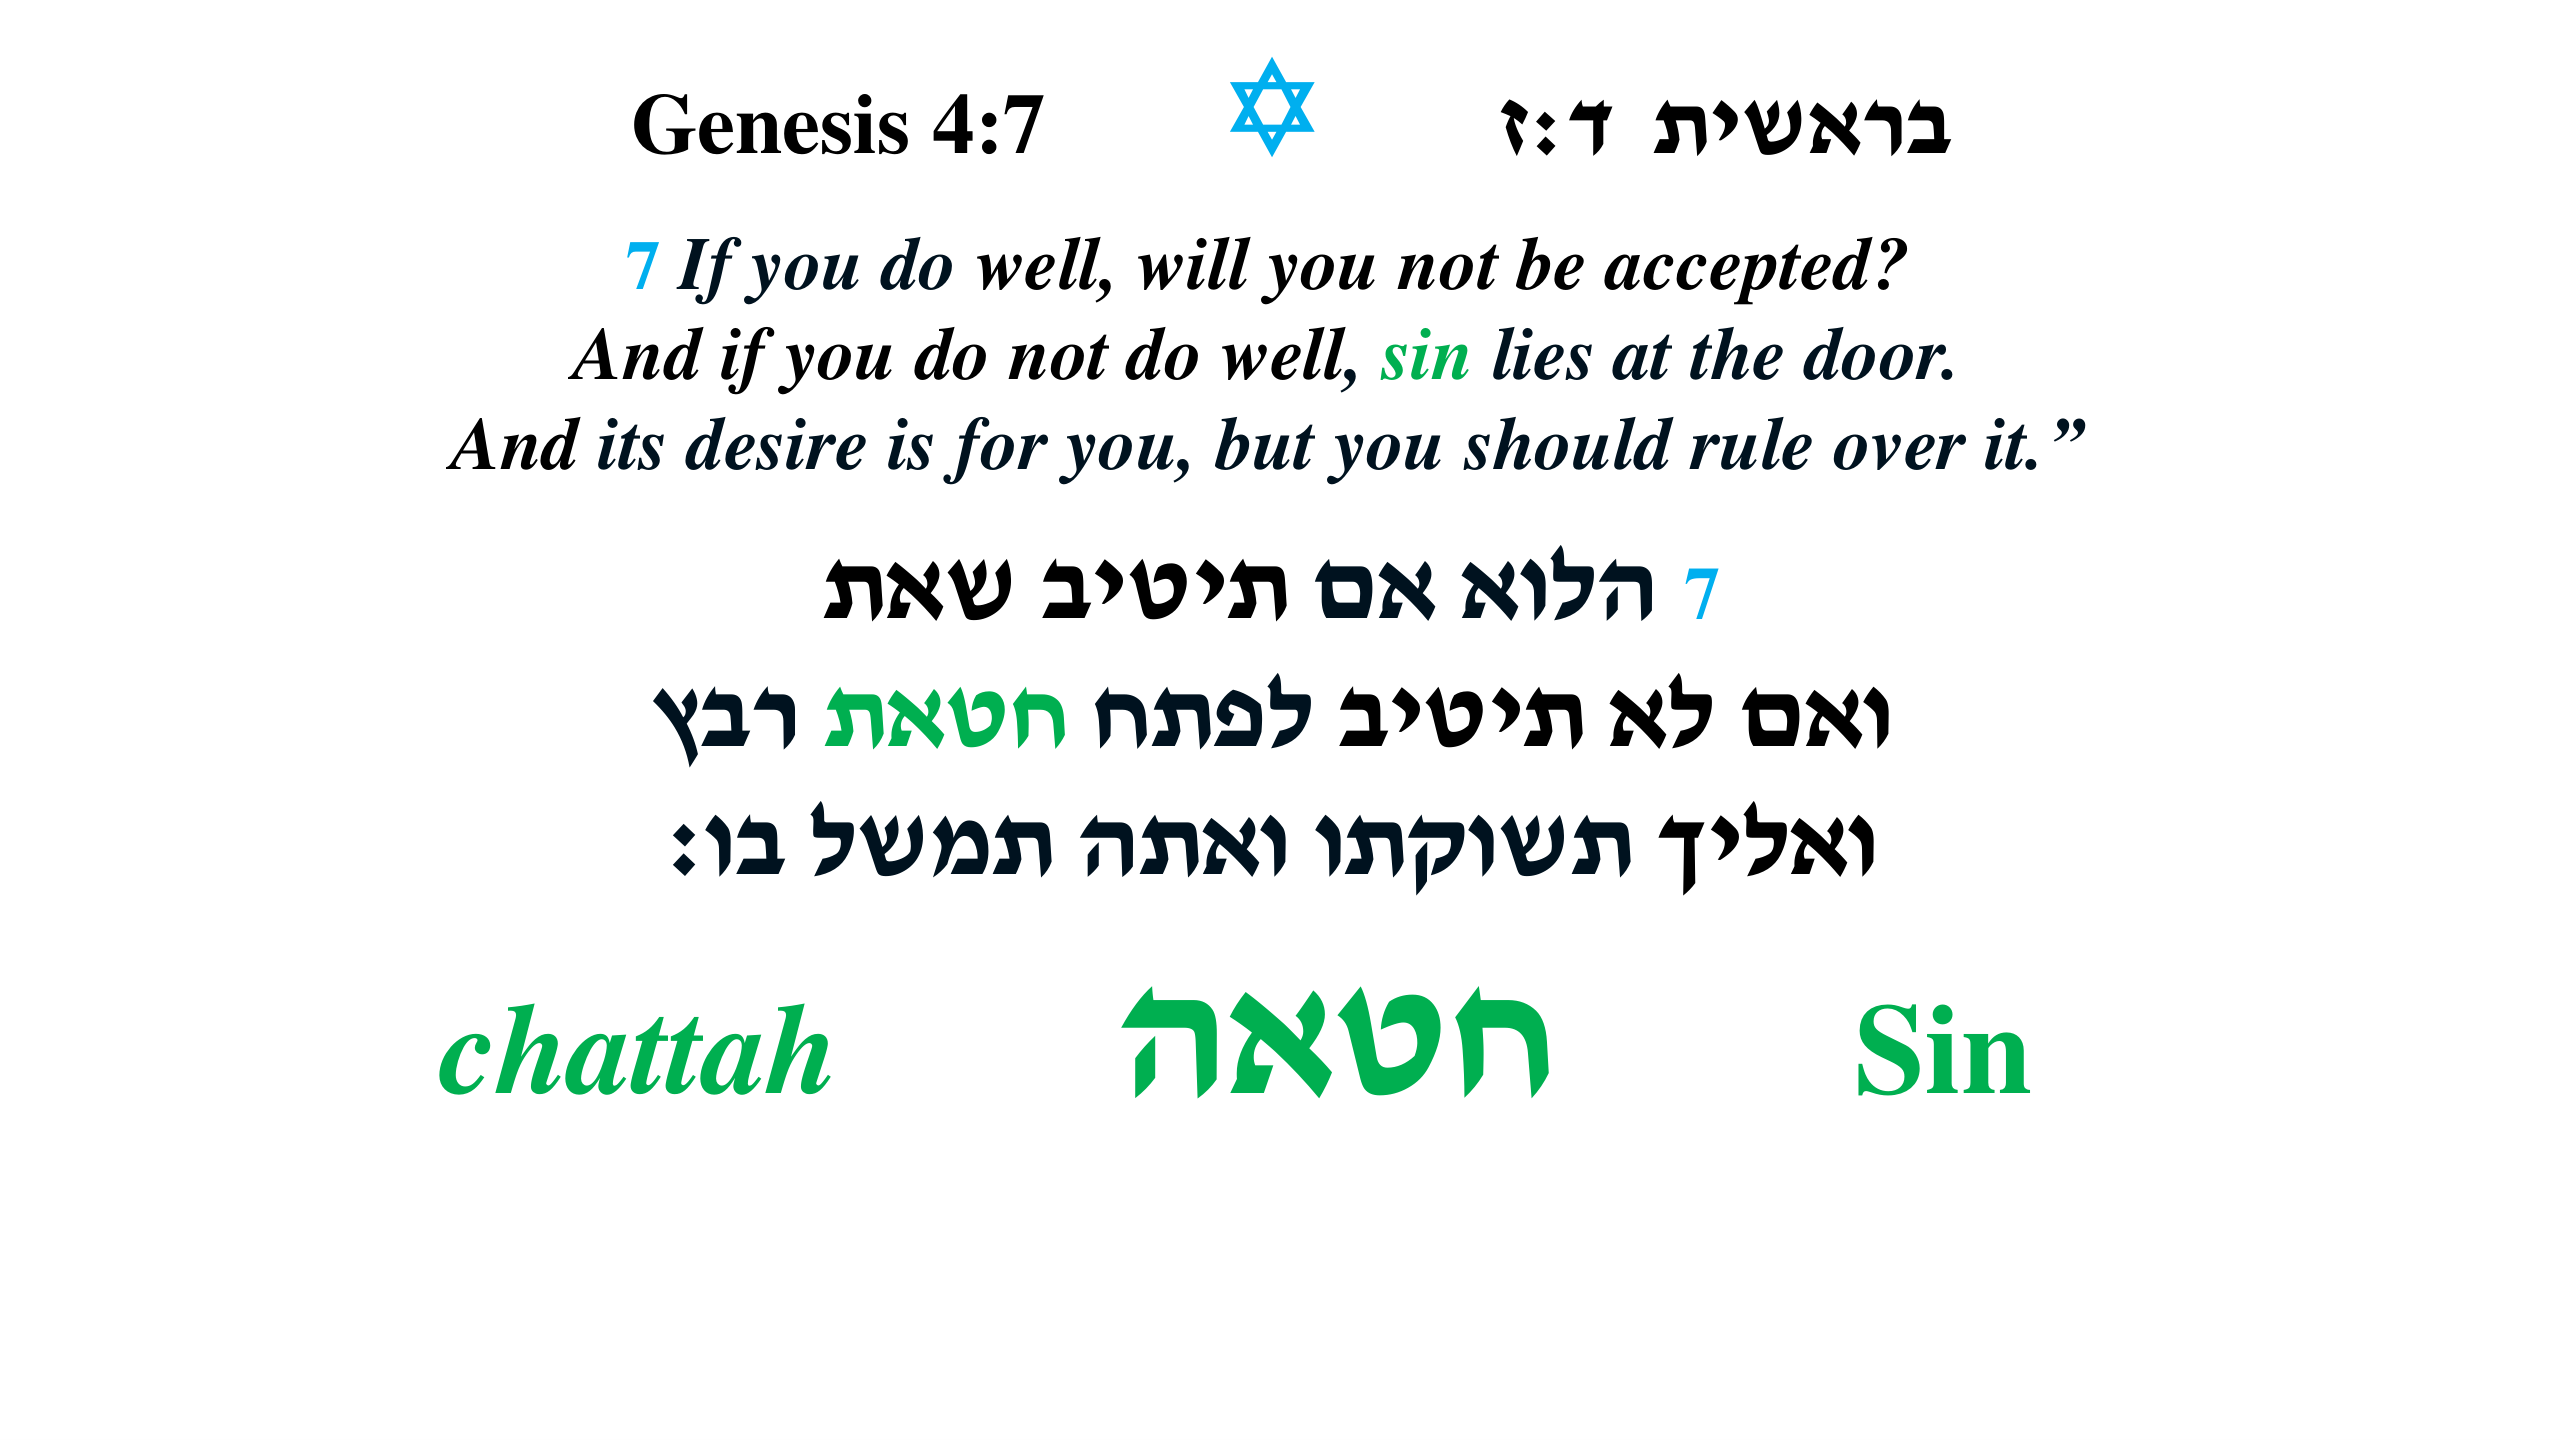 Genesis 4:7 ✡ בראשית ד:ז
7 If you do well, will you not be accepted?
And if you do not do well, sin lies at the door.
And its desire is for you, but you should rule over it.”
7 הלוא אם תיטיב שאת
ואם לא תיטיב לפתח חטאת רבץ
ואליך תשוקתו ואתה תמשל בו:
chattah חטאה Sin